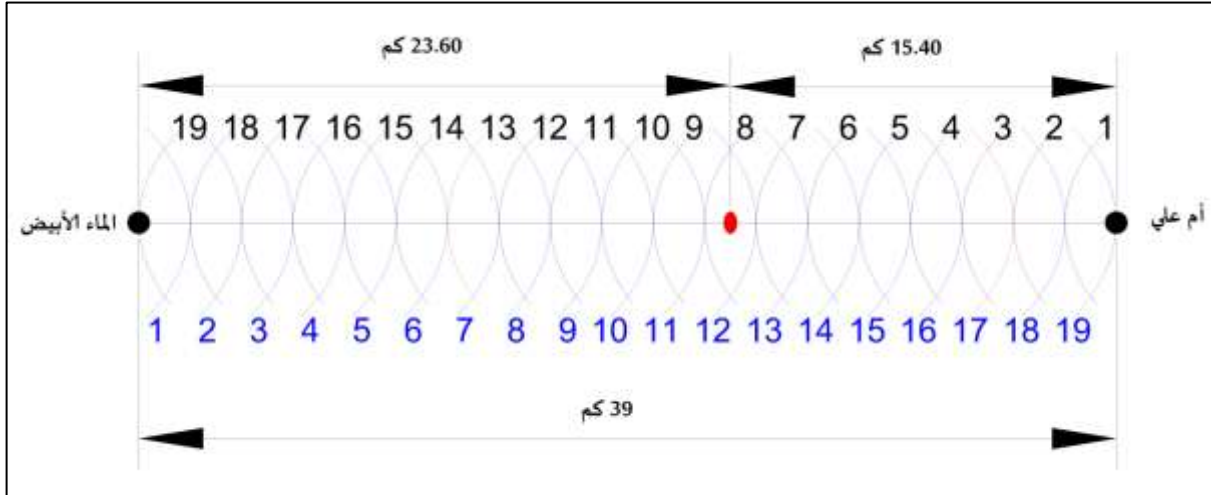 23.60 كم
15.40 كم
19 18 17 16 15 14 13 12 11 10 9 8 7 6 5 4 3 2 1
الماء الأبيض
أم علي
1 2 3 4 5 6 7 8 9 10 11 12 13 14 15 16 17 18 19
39 كم